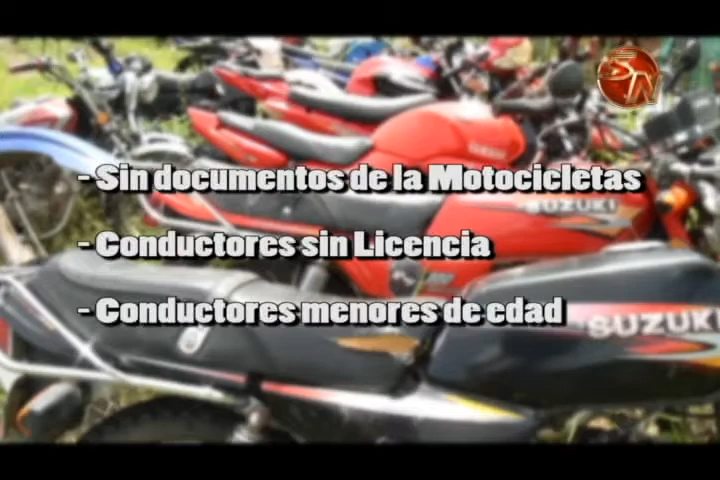 - Sin documentos de la Motocicletas
SUZUKI
- Conductores sin Licencia
- Conductores menores de edad
SUZUKI